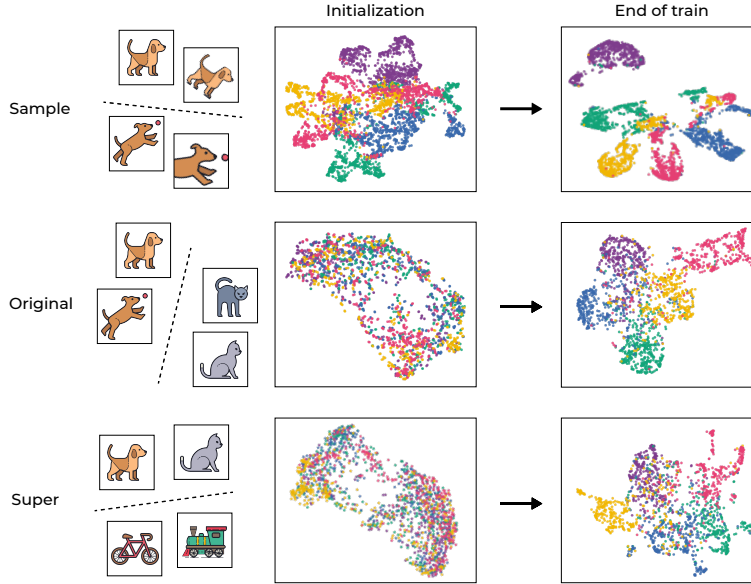 Initialization
End of train
Sample
Original
Super